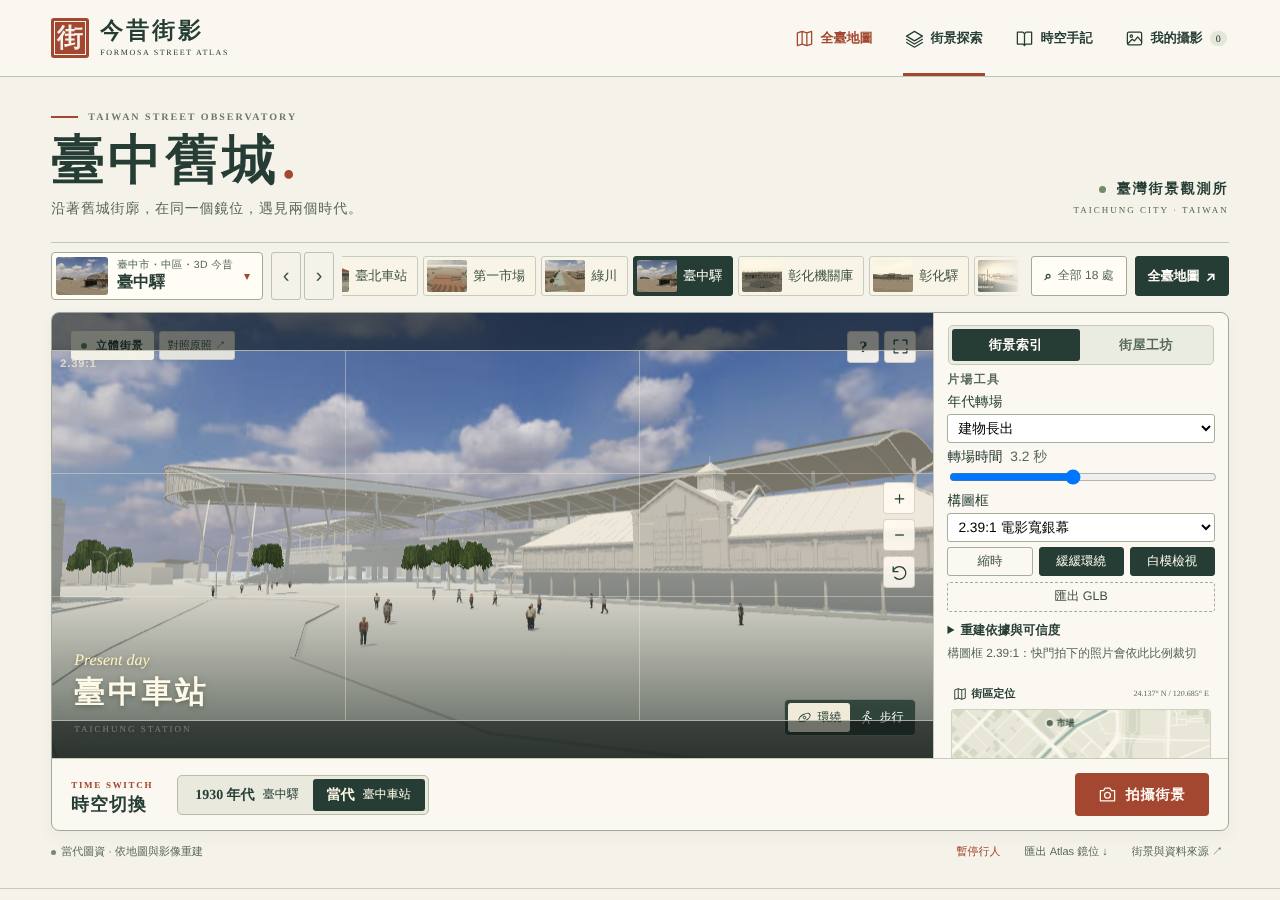 街
今昔街影
FORMOSA STREET ATLAS
全臺地圖
街景探索
時空手記
我的攝影 0
TAIWAN STREET OBSERVATORY
臺中舊城.
沿著舊城街廓，在同一個鏡位，遇見兩個時代。
臺灣街景觀測所
TAICHUNG CITY · TAIWAN
臺中市・中區・3D 今昔
臺中驛
▾
‹
›
臺北車站
第一市場
綠川
臺中驛
彰化機關庫
彰化驛
全部 18 處
全臺地圖 ↗
立體街景
對照原照 ↗
?
2.39:1
+
−
Present day
臺中車站
TAICHUNG STATION
環繞
步行
街景索引
街屋工坊
片場工具
年代轉場
建物長出
轉場時間 3.2 秒
構圖框
2.39:1 電影寬銀幕
縮時
緩緩環繞
白模檢視
匯出 GLB
▶ 重建依據與可信度
構圖框 2.39:1：快門拍下的照片會依此比例裁切
街區定位
24.137° N / 120.685° E
市場
TIME SWITCH
時空切換
1930 年代 臺中驛
當代 臺中車站
拍攝街景
當代圖資 · 依地圖與影像重建
暫停行人
匯出 Atlas 鏡位 ↓
街景與資料來源 ↗